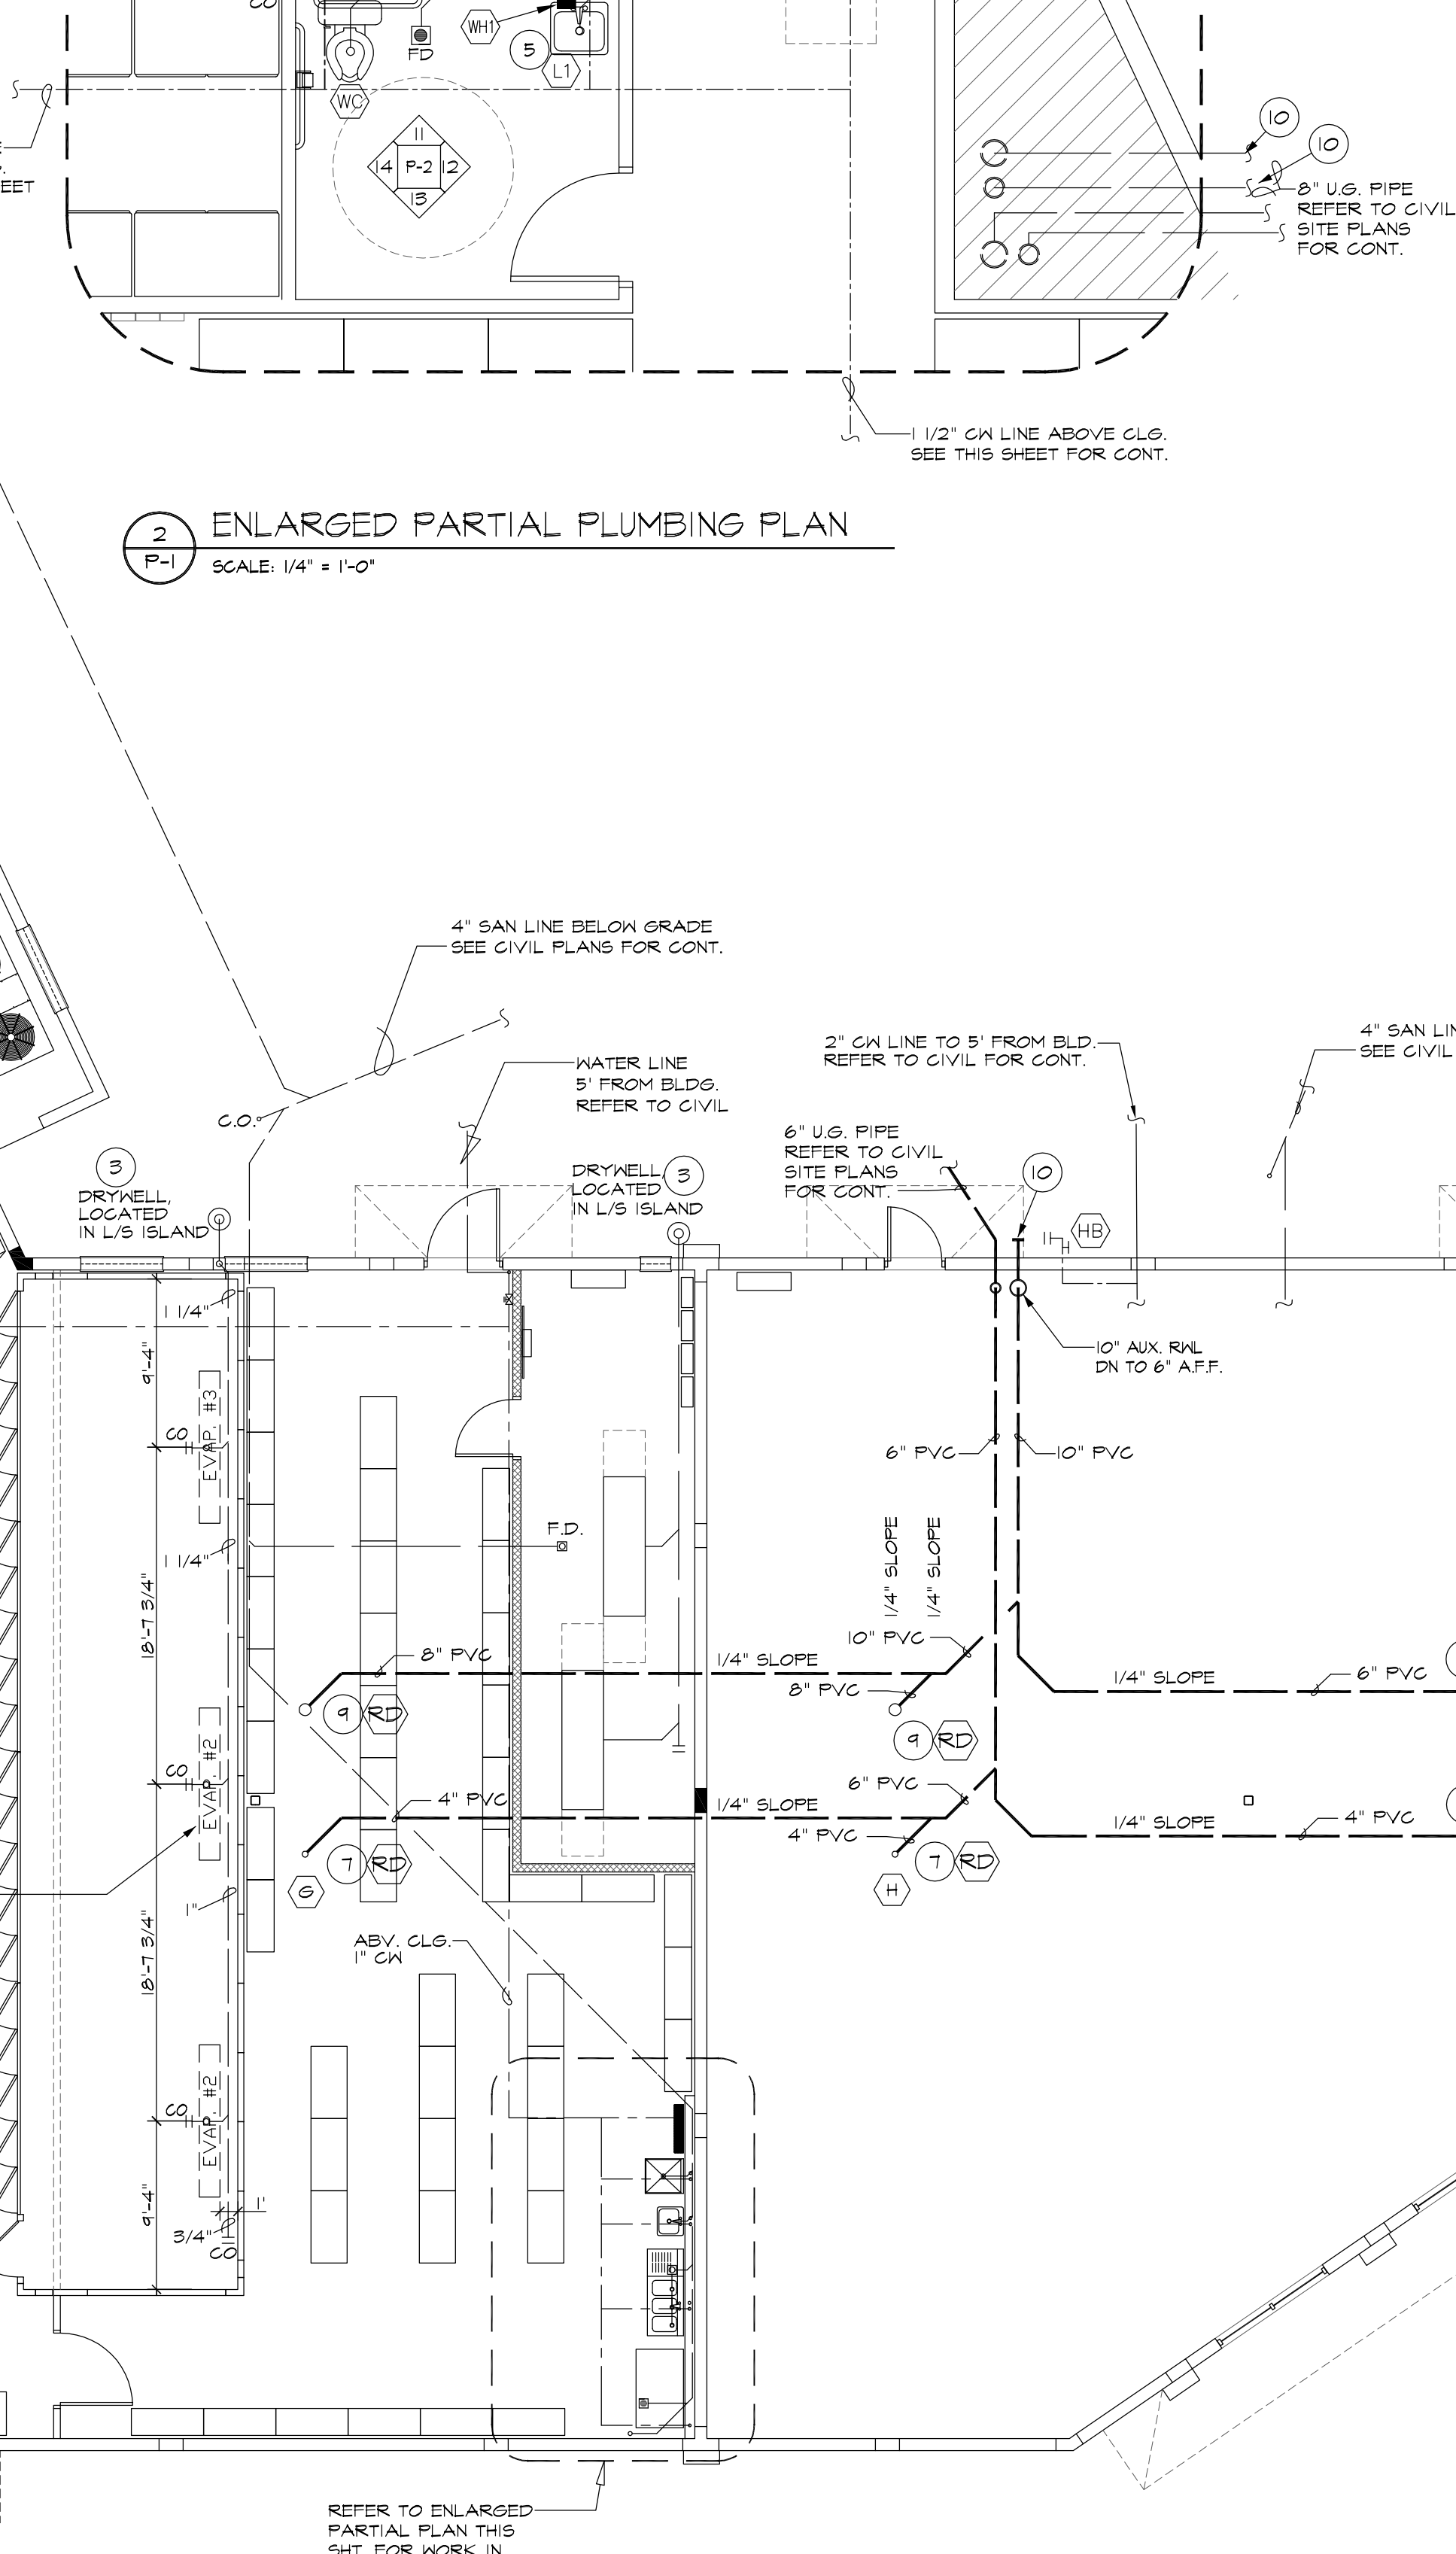 CO
WH1
5
FD
L1
WC
11
14 P-2 12
13
10
10
EET
8" U.G. PIPE
REFER TO CIVIL
SITE PLANS
FOR CONT.
1 1/2" CW LINE ABOVE CLG.
SEE THIS SHEET FOR CONT.
2
P-1
ENLARGED PARTIAL PLUMBING PLAN
SCALE: 1/4" = 1'-0"
4" SAN LINE BELOW GRADE
SEE CIVIL PLANS FOR CONT.
WATER LINE
5' FROM BLDG.
REFER TO CIVIL
2" CW LINE TO 5' FROM BLD.
REFER TO CIVIL FOR CONT.
4" SAN LIN
SEE CIVIL
C.O.
6" U.G. PIPE
REFER TO CIVIL
SITE PLANS
FOR CONT.
10
HB
3
DRYWELL,
LOCATED
IN L/S ISLAND
DRYWELL,
LOCATED
IN L/S ISLAND
3
1 1/4"
9'-4"
10" AUX. RWL
DN TO 6" A.F.F.
EVAP. #3
CO
6" PVC
10" PVC
F.D.
1 1/4"
1/4" SLOPE
1/4" SLOPE
18'-7 3/4"
10" PVC
8" PVC
1/4" SLOPE
8" PVC
1/4" SLOPE
6" PVC
9
RD
9
RD
EVAP. #2
CO
6" PVC
4" PVC
1/4" SLOPE
4" PVC
1/4" SLOPE
4" PVC
7
RD
7
RD
G
H
1"
18'-7 3/4"
ABV. CLG.
1" CW
EVAP. #2
CO
9'-4"
1'
3/4"
CO
REFER TO ENLARGED
PARTIAL PLAN THIS
SHT. FOR WORK IN